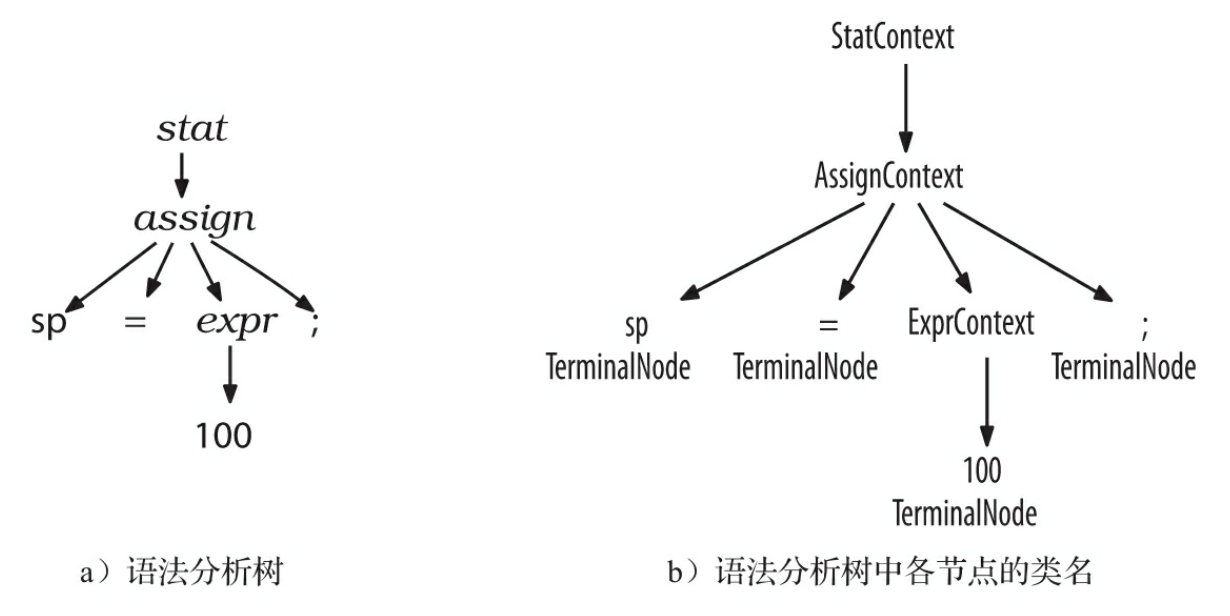 stat
assign
sp = expr ;
100
a）语法分析树
StatContext
AssignContext
sp = ExprContext ;
TerminalNode TerminalNode TerminalNode
100
TerminalNode
b）语法分析树中各节点的类名